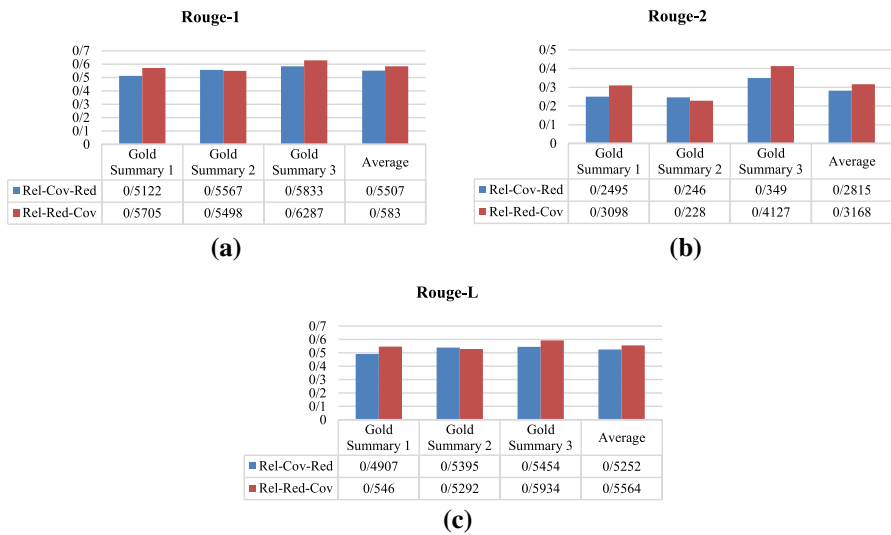 Rouge-1
0/7
0/6
0/5
0/4
0/3
0/2
0/1
0
Gold Summary 1 Gold Summary 2 Gold Summary 3 Average
Rel-Cov-Red 0/5122 0/5567 0/5833 0/5507
Rel-Red-Cov 0/5705 0/5498 0/6287 0/583
(a)
Rouge-2
0/5
0/4
0/3
0/2
0/1
0
Gold Summary 1 Gold Summary 2 Gold Summary 3 Average
Rel-Cov-Red 0/2495 0/246 0/349 0/2815
Rel-Red-Cov 0/3098 0/228 0/4127 0/3168
(b)
Rouge-L
0/7
0/6
0/5
0/4
0/3
0/2
0/1
0
Gold Summary 1 Gold Summary 2 Gold Summary 3 Average
Rel-Cov-Red 0/4907 0/5395 0/5454 0/5252
Rel-Red-Cov 0/546 0/5292 0/5934 0/5564
(c)